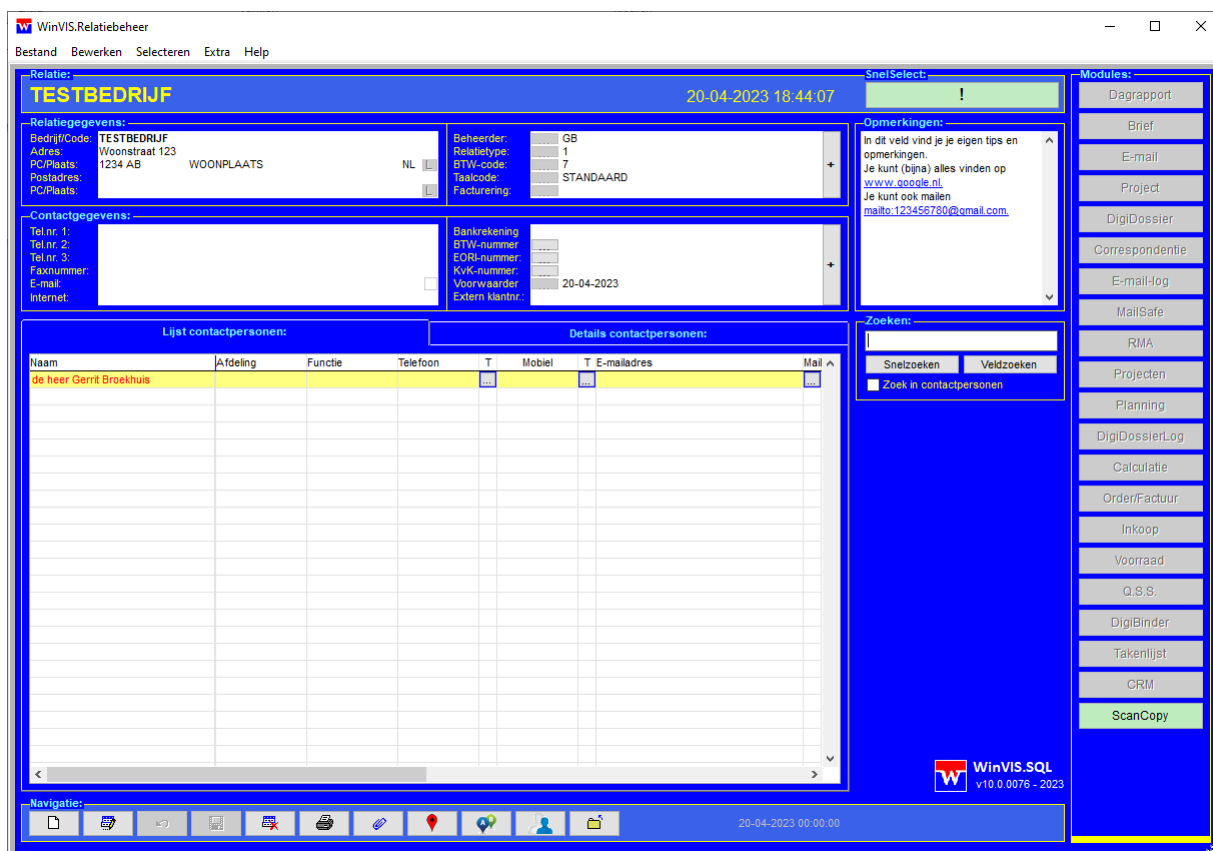 WinVIS.Relatiebeheer
Bestand Bewerken Selecteren Extra Help
Relatie:
TESTBEDRIJF 20-04-2023 18:44:07
SnelSelect:
!
Relatiegegevens:
Bedrijf/Code: TESTBEDRIJF
Adres: Woonstraat 123
PC/Plaats: 1234 AB WOONPLAATS NL L
Postadres:
PC/Plaats: L
Beheerder: ... GB
Relatietype: ... 1
BTW-code: ... 7
Taalcode: ... STANDAARD
Facturering: ...
+
Opmerkingen:
In dit veld vind je je eigen tips en
opmerkingen.
Je kunt (bijna) alles vinden op
www.google.nl.
Je kunt ook mailen
mailto:123456780@gmail.com.
Contactgegevens:
Tel.nr. 1:
Tel.nr. 2:
Tel.nr. 3:
Faxnummer:
E-mail:
Internet:
Bankrekening
BTW-nummer ...
EORI-nummer: ...
KvK-nummer: ...
Voorwaarder ... 20-04-2023
Extern klantnr.:
+
Lijst contactpersonen:
Details contactpersonen:
Naam Afdeling Functie Telefoon T Mobiel T E-mailadres Mail
de heer Gerrit Broekhuis ... ... ...
Zoeken:
Snelzoeken Veldzoeken
Zoek in contactpersonen
Modules:
Dagrapport
Brief
E-mail
Project
DigiDossier
Correspondentie
E-mail-log
MailSafe
RMA
Projecten
Planning
DigiDossierLog
Calculatie
Order/Factuur
Inkoop
Voorraad
Q.S.S.
DigiBinder
Takenlijst
CRM
ScanCopy
W WinVIS.SQL
v10.0.0076 - 2023
Navigatie:
20-04-2023 00:00:00